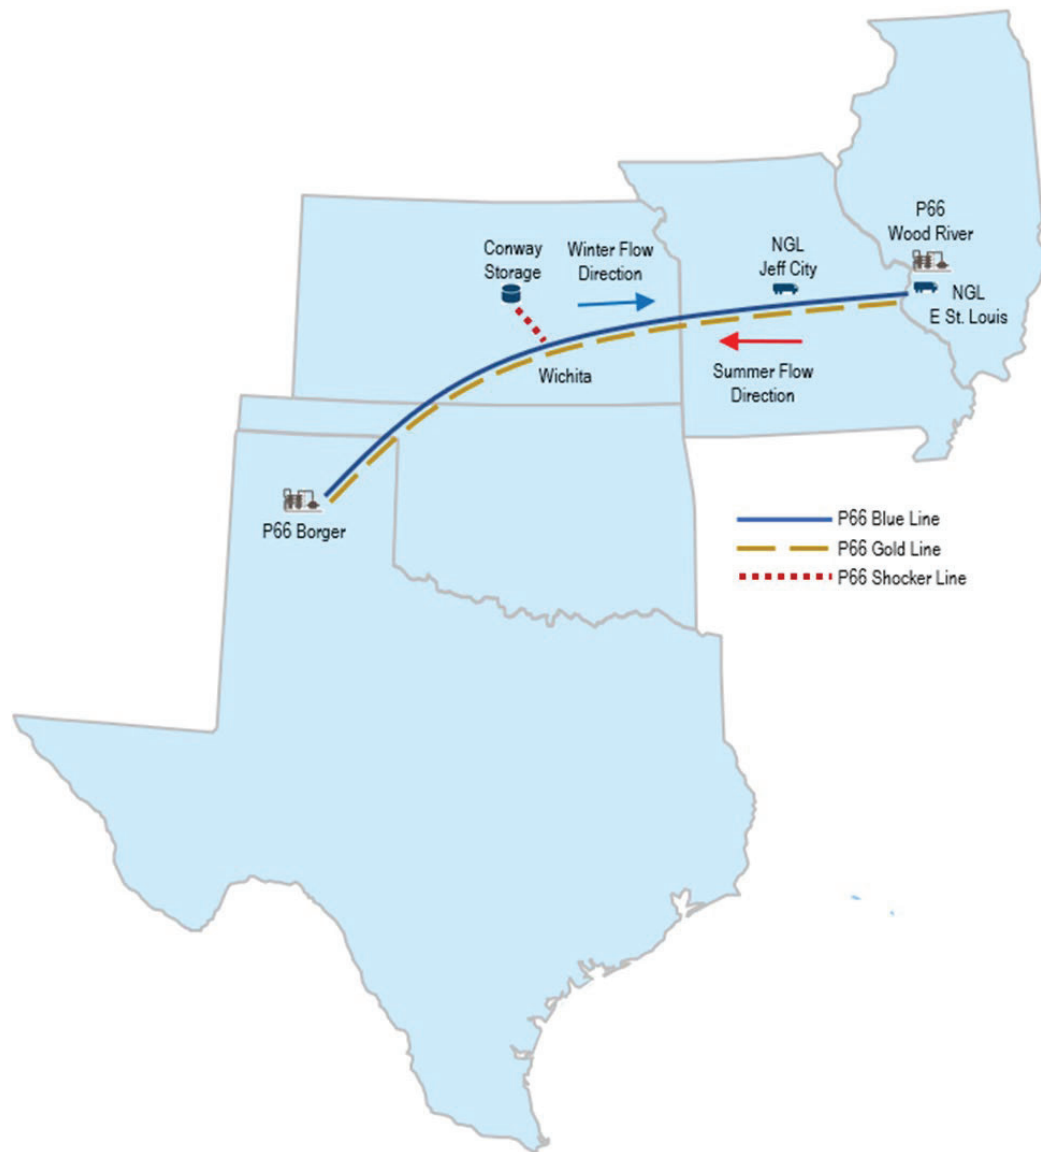 P66
Wood River
Conway
Storage
Winter Flow
Direction
NGL
Jeff City
NGL
E St. Louis
Wichita
Summer Flow
Direction
P66 Borger
P66 Blue Line
P66 Gold Line
P66 Shocker Line